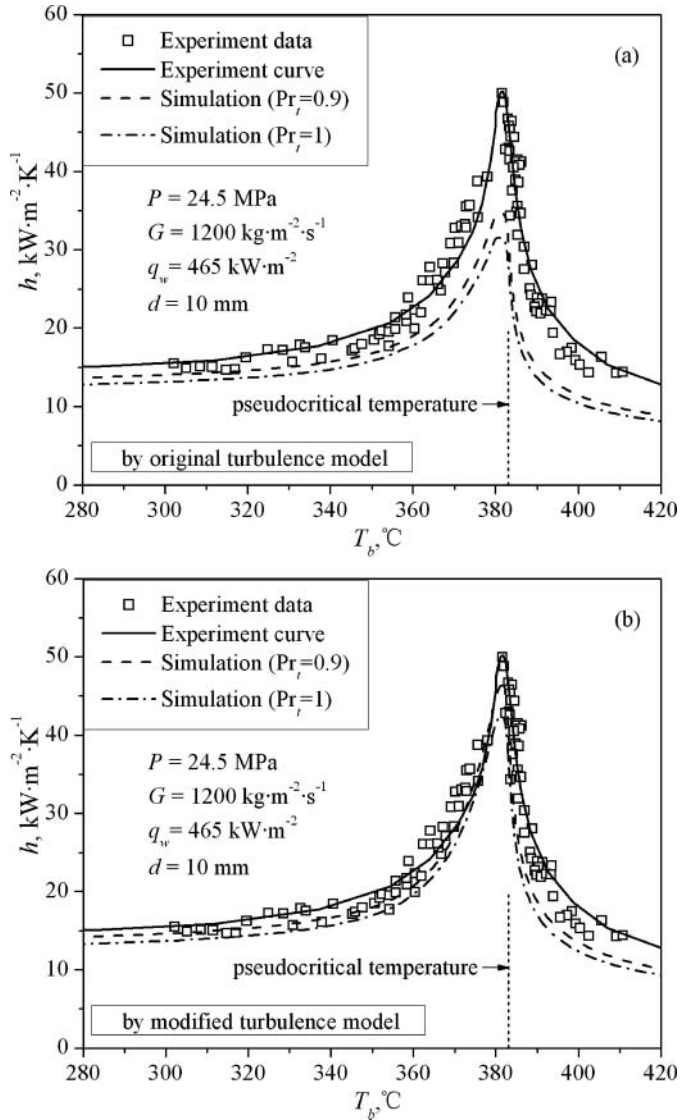 60
50
40
30
20
10
0
h, kW·m⁻²·K⁻¹
Experiment data
Experiment curve
Simulation (Prₜ=0.9)
Simulation (Prₜ=1)
(a)
P = 24.5 MPa
G = 1200 kg·m⁻²·s⁻¹
q_w = 465 kW·m⁻²
d = 10 mm
pseudocritical temperature
by original turbulence model
280 300 320 340 360 380 400 420
T_b,℃
60
50
40
30
20
10
0
h, kW·m⁻²·K⁻¹
Experiment data
Experiment curve
Simulation (Prₜ=0.9)
Simulation (Prₜ=1)
(b)
P = 24.5 MPa
G = 1200 kg·m⁻²·s⁻¹
q_w = 465 kW·m⁻²
d = 10 mm
pseudocritical temperature
by modified turbulence model
280 300 320 340 360 380 400 420
T_b,℃